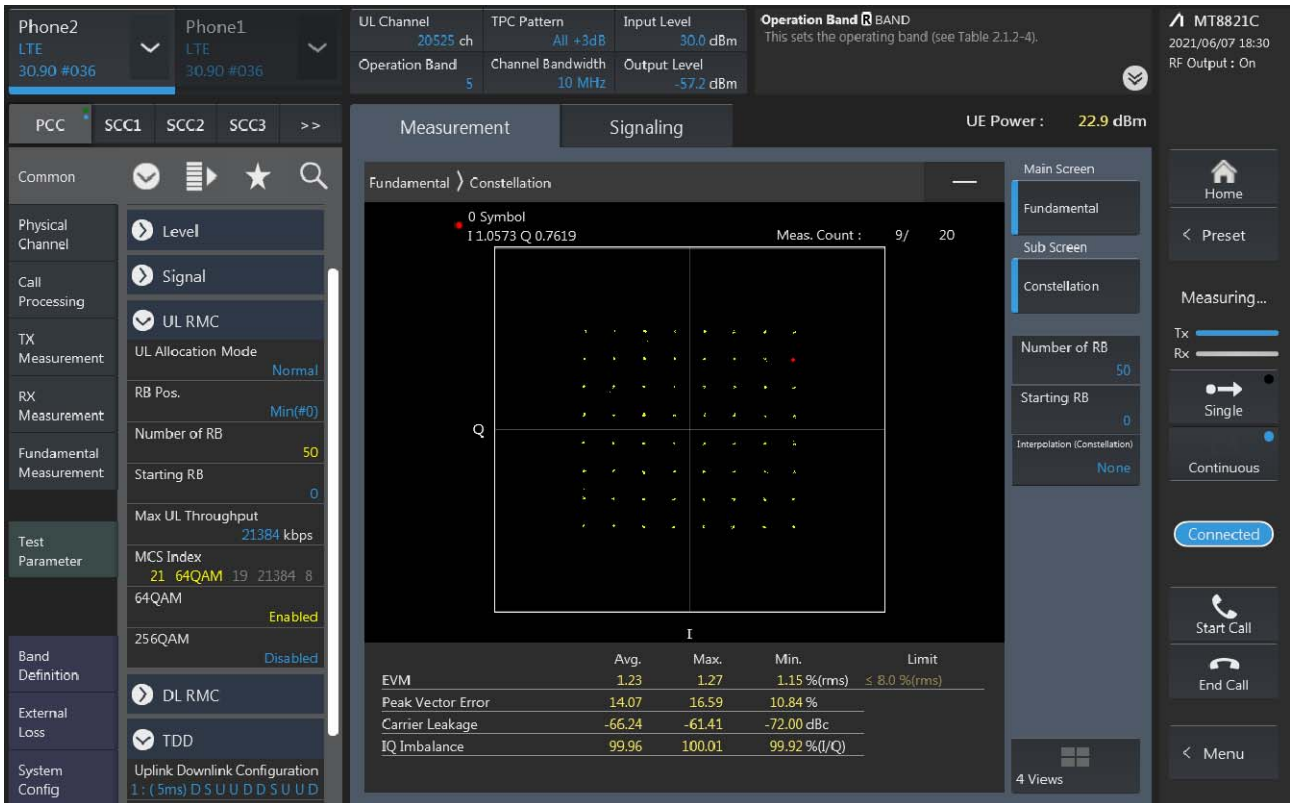 Phone2
LTE
30.90 #036
Phone1
LTE
30.90 #036
UL Channel
20525 ch
TPC Pattern
All +3dB
Input Level
30.0 dBm
Operation Band
5
Channel Bandwidth
10 MHz
Output Level
-57.2 dBm
Operation Band R BAND
This sets the operating band (see Table 2.1.2-4).
MT8821C
2021/06/07 18:30
RF Output : On
PCC SCC1 SCC2 SCC3 >>
Measurement Signaling
UE Power : 22.9 dBm
Common
Physical
Channel
Call
Processing
TX
Measurement
RX
Measurement
Fundamental
Measurement
Test
Parameter
Band
Definition
External
Loss
System
Config
Level
Signal
UL RMC
UL Allocation Mode
Normal
RB Pos.
Min(#0)
Number of RB
50
Starting RB
0
Max UL Throughput
21384 kbps
MCS Index
21 64QAM 19 21384 8
64QAM
Enabled
256QAM
Disabled
DL RMC
TDD
Uplink Downlink Configuration
1 : ( 5ms) D S U U D D S U U D
Fundamental ⟩ Constellation
0 Symbol
I 1.0573 Q 0.7619
Meas. Count : 9/ 20
Q
I
Avg. Max. Min. Limit
EVM 1.23 1.27 1.15 %(rms) ≤ 8.0 %(rms)
Peak Vector Error 14.07 16.59 10.84 %
Carrier Leakage -66.24 -61.41 -72.00 dBc
IQ Imbalance 99.96 100.01 99.92 %(I/Q)
Main Screen
Fundamental
Sub Screen
Constellation
Number of RB
50
Starting RB
0
Interpolation (Constellation)
None
4 Views
Home
< Preset
Measuring...
Tx
Rx
Single
Continuous
Connected
Start Call
End Call
< Menu